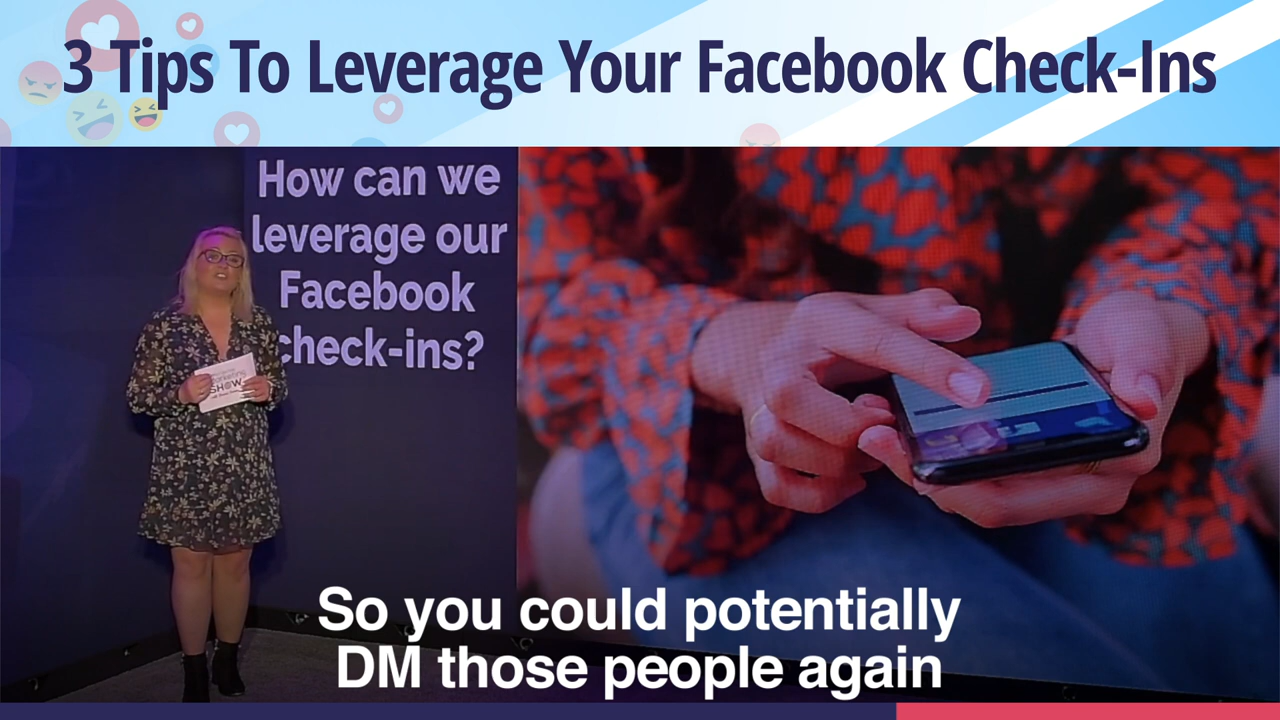 3 Tips To Leverage Your Facebook Check-Ins
How can we
leverage our
Facebook
check-ins?
SHOW
So you could potentially
DM those people again